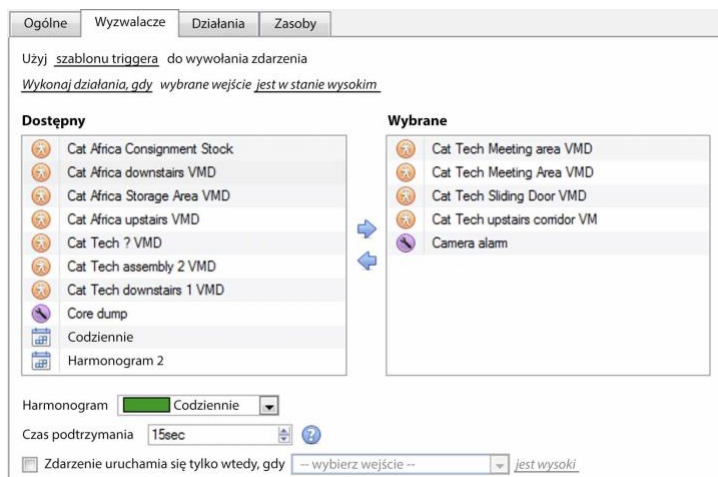 Ogólne Wyzwalacze Działania Zasoby
Użyj szablonu triggera do wywołania zdarzenia
Wykonaj działania, gdy wybrane wejście jest w stanie wysokim
Dostępny
Cat Africa Consignment Stock
Cat Africa downstairs VMD
Cat Africa Storage Area VMD
Cat Africa upstairs VMD
Cat Tech ? VMD
Cat Tech assembly 2 VMD
Cat Tech downstairs 1 VMD
Core dump
Codziennie
Harmonogram 2
Wybrane
Cat Tech Meeting area VMD
Cat Tech Meeting Area VMD
Cat Tech Sliding Door VMD
Cat Tech upstairs corridor VM
Camera alarm
Harmonogram Codziennie
Czas podtrzymania 15sec ?
Zdarzenie uruchamia się tylko wtedy, gdy -- wybierz wejście -- jest wysoki